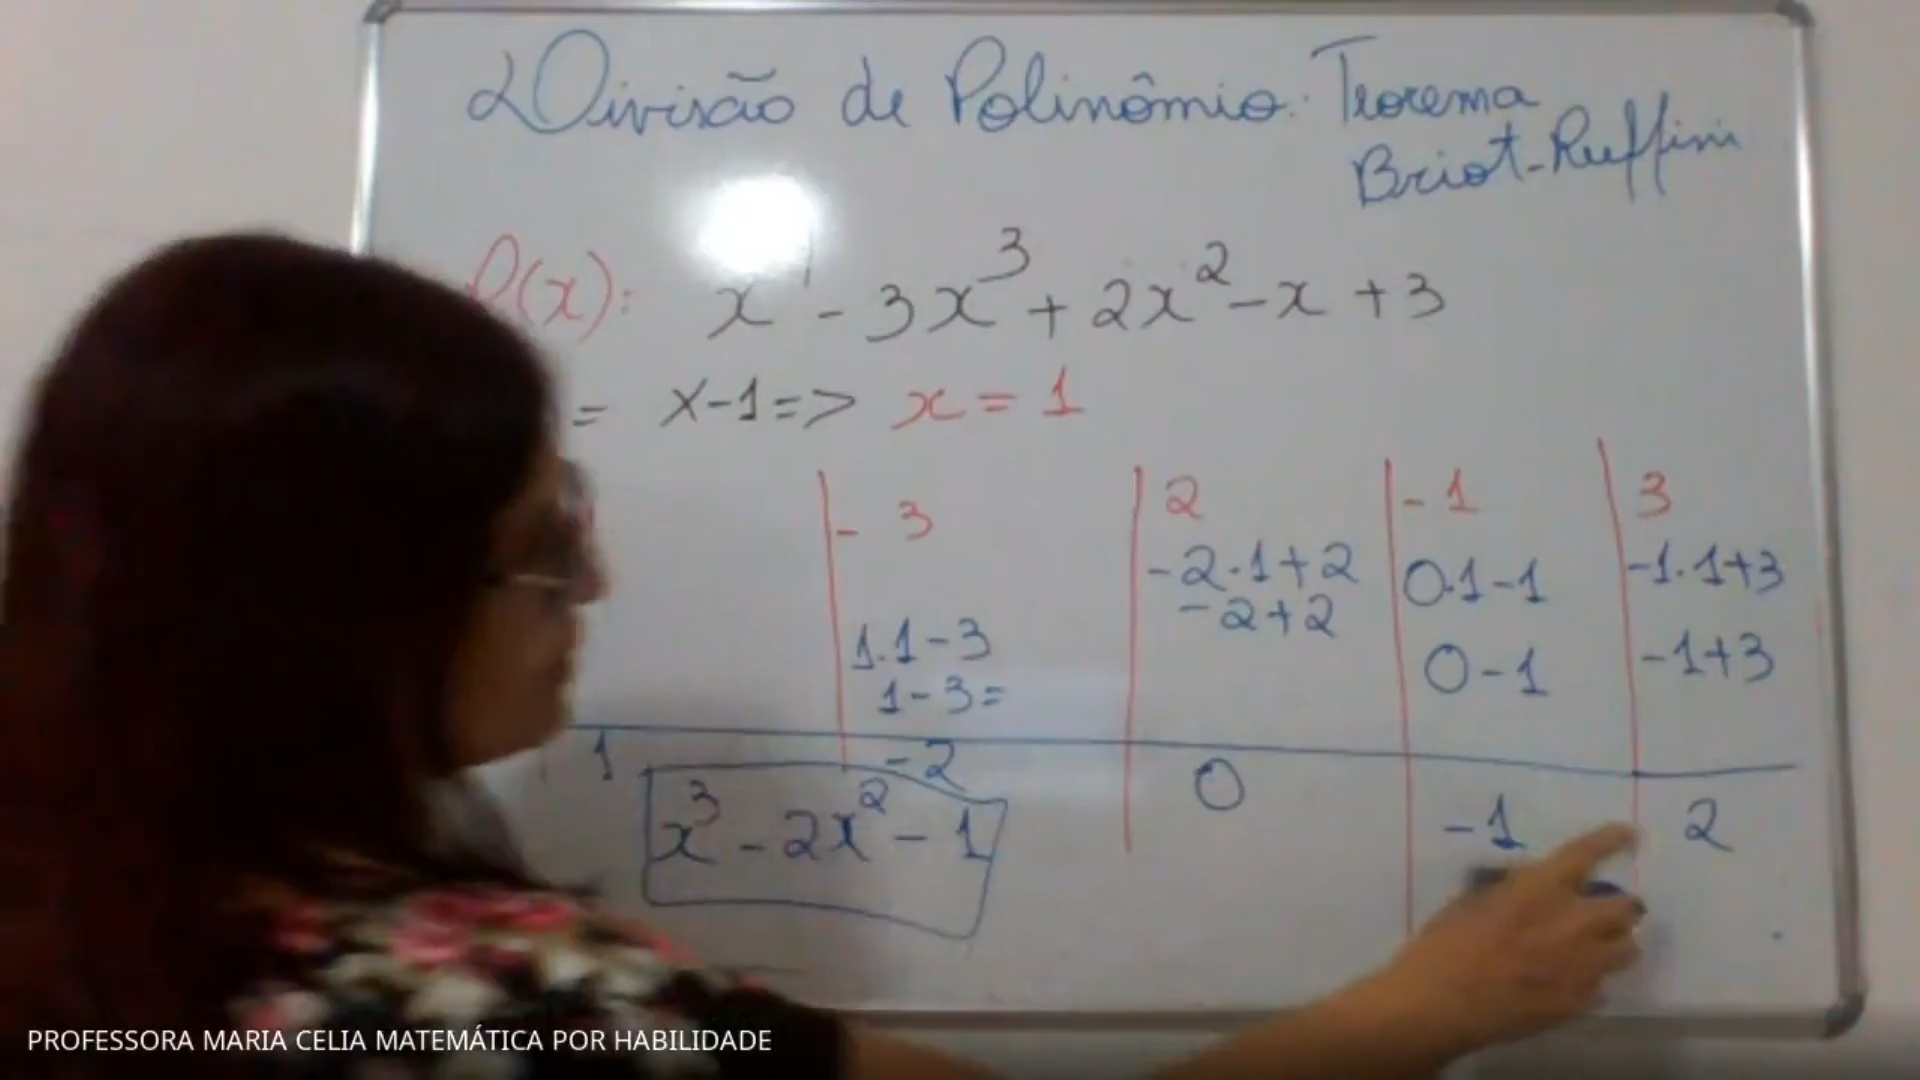 Divisão de Polinômio: Teorema
Briot-Ruffini
P(x): x - 3x³ + 2x² - x + 3
= x-1 => x = 1
- 3 2 -1 3
-2.1+2 0.1-1 -1.1+3
-2+2
1.1-3 0-1 -1+3
1-3=
1 -2 0 -1 2
x³ - 2x² - 1
PROFESSORA MARIA CELIA MATEMÁTICA POR HABILIDADE